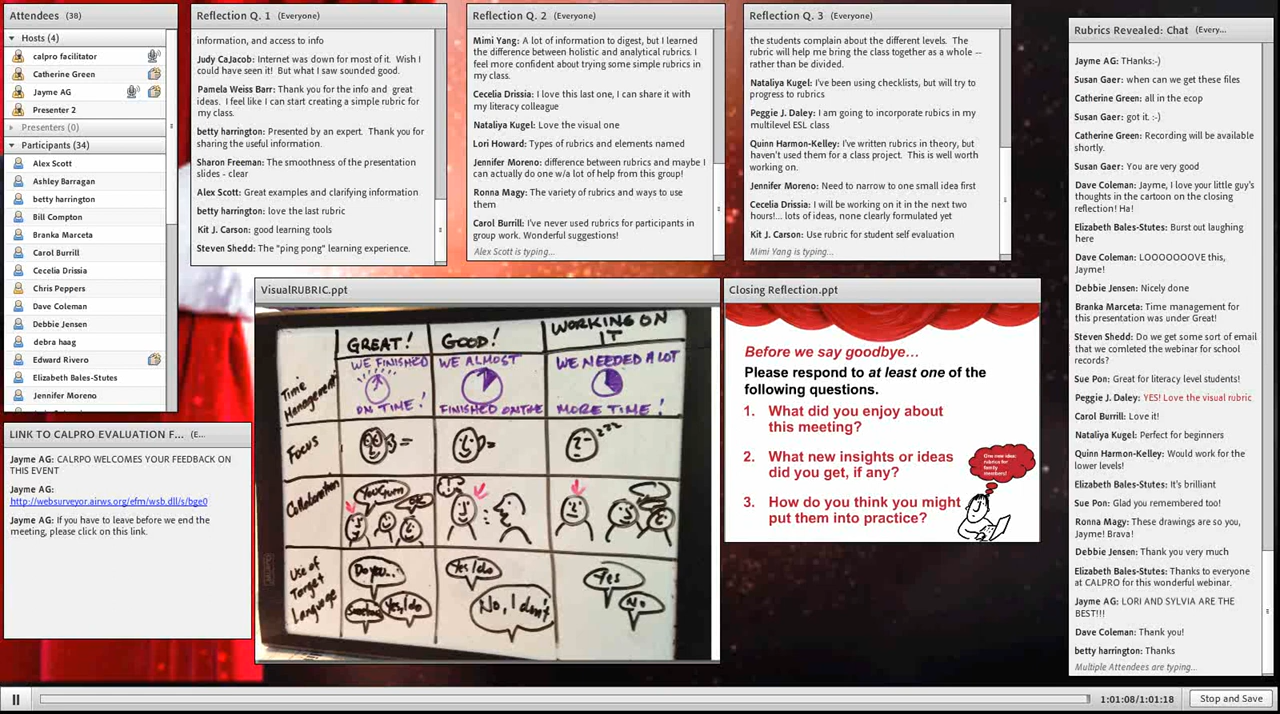 Attendees (38)
Hosts (4)
calpro facilitator
Catherine Green
Jayme AG
Presenter 2
Presenters (0)
Participants (34)
Alex Scott
Ashley Barragan
betty harrington
Bill Compton
Branka Marceta
Carol Burrill
Cecelia Drissia
Chris Peppers
Dave Coleman
Debbie Jensen
debra haag
Edward Rivero
Elizabeth Bales-Stutes
Jennifer Moreno
LINK TO CALPRO EVALUATION F... (E...
Jayme AG: CALRPO WELCOMES YOUR FEEDBACK ON
THIS EVENT
Jayme AG:
http://websurveyor.airws.org/efm/wsb.dll/s/bge0
Jayme AG: If you have to leave before we end the
meeting, please click on this link.
Reflection Q. 1 (Everyone)
information, and access to info
Judy CaJacob: Internet was down for most of it. Wish I
could have seen it! But what I saw sounded good.
Pamela Weiss Barr: Thank you for the info and great
ideas. I feel like I can start creating a simple rubric for
my class.
betty harrington: Presented by an expert. Thank you for
sharing the useful information.
Sharon Freeman: The smoothness of the presentation
slides - clear
Alex Scott: Great examples and clarifying information
betty harrington: love the last rubric
Kit J. Carson: good learning tools
Steven Shedd: The "ping pong" learning experience.
Reflection Q. 2 (Everyone)
Mimi Yang: A lot of information to digest, but I learned
the difference between holistic and analytical rubrics. I
feel more confident about trying some simple rubrics in
my class.
Cecelia Drissia: I love this last one, I can share it with
my literacy colleague
Nataliya Kugel: Love the visual one
Lori Howard: Types of rubrics and elements named
Jennifer Moreno: difference between rubrics and maybe I
can actually do one w/a lot of help from this group!
Ronna Magy: The variety of rubrics and ways to use
them
Carol Burrill: I've never used rubrics for participants in
group work. Wonderful suggestions!
Alex Scott is typing...
Reflection Q. 3 (Everyone)
the students complain about the different levels. The
rubric will help me bring the class together as a whole --
rather than be divided.
Nataliya Kugel: I've been using checklists, but will try to
progress to rubrics
Peggie J. Daley: I am going to incorporate rubrics in my
multilevel ESL class
Quinn Harmon-Kelley: I've written rubrics in theory, but
haven't used them for a class project. This is well worth
working on.
Jennifer Moreno: Need to narrow to one small idea first
Cecelia Drissia: I will be working on it in the next two
hours!... lots of ideas, none clearly formulated yet
Kit J. Carson: Use rubric for student self evaluation
Mimi Yang is typing...
VisualRUBRIC.ppt
GREAT! GOOD! WORKING ON IT
Time Management
WE FINISHED ON TIME!
WE ALMOST FINISHED ON TIME
WE NEEDED A LOT MORE TIME!
Focus
zzz
Collaboration
Your turn
Use of Target Language
Do you...
Yes, I do
Yes I do
No, I don't
Yes
No
Closing Reflection.ppt
Before we say goodbye...
Please respond to at least one of the
following questions.
1. What did you enjoy about
this meeting?
2. What new insights or ideas
did you get, if any?
3. How do you think you might
put them into practice?
One new idea:
rubrics for
family
members!
Rubrics Revealed: Chat (Every...
Jayme AG: THanks:-)
Susan Gaer: when can we get these files
Catherine Green: all in the ecop
Susan Gaer: got it. :-)
Catherine Green: Recording will be available
shortly.
Susan Gaer: You are very good
Dave Coleman: Jayme, I love your little guy's
thoughts in the cartoon on the closing
reflection! Ha!
Elizabeth Bales-Stutes: Burst out laughing
here
Dave Coleman: LOOOOOOOVE this,
Jayme!
Debbie Jensen: Nicely done
Branka Marceta: Time management for
this presentation was under Great!
Steven Shedd: Do we get some sort of email
that we comleted the webinar for school
records?
Sue Pon: Great for literacy level students!
Peggie J. Daley: YES! Love the visual rubric
Carol Burrill: Love it!
Nataliya Kugel: Perfect for beginners
Quinn Harmon-Kelley: Would work for the
lower levels!
Elizabeth Bales-Stutes: It's brilliant
Sue Pon: Glad you remembered too!
Ronna Magy: These drawings are so you,
Jayme! Brava!
Debbie Jensen: Thank you very much
Elizabeth Bales-Stutes: Thanks to everyone
at CALPRO for this wonderful webinar.
Jayme AG: LORI AND SYLVIA ARE THE
BEST!!!
Dave Coleman: Thank you!
betty harrington: Thanks
Multiple Attendees are typing...
1:01:08/1:01:18
Stop and Save